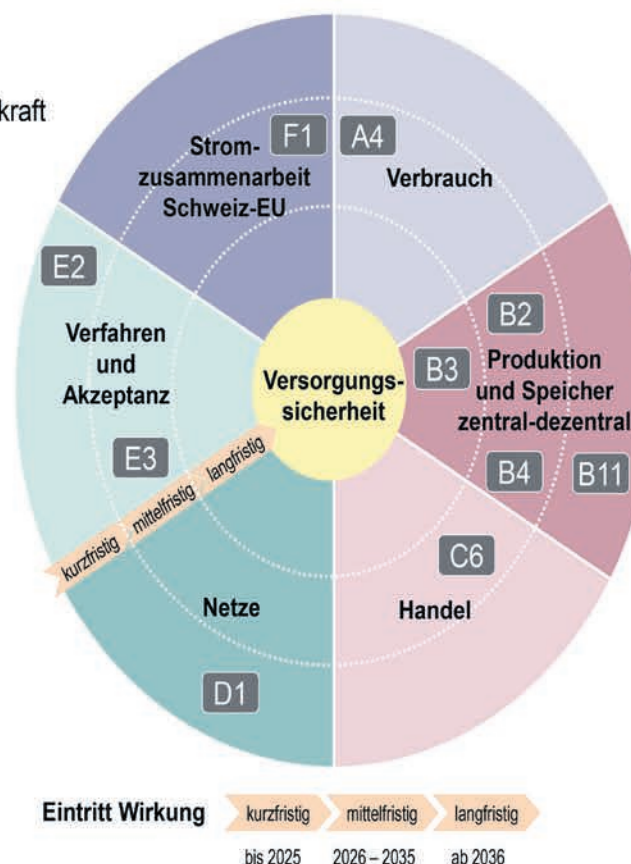 kraft
F1
A4
Strom-
zusammenarbeit
Schweiz-EU
Verbrauch
E2
Verfahren
und
Akzeptanz
E3
Versorgungs-
sicherheit
B2
B3
Produktion
und Speicher
zentral-dezentral
B4
B11
kurzfristig
mittelfristig
langfristig
C6
Netze
Handel
D1
Eintritt Wirkung
kurzfristig
mittelfristig
langfristig
bis 2025
2026 – 2035
ab 2036